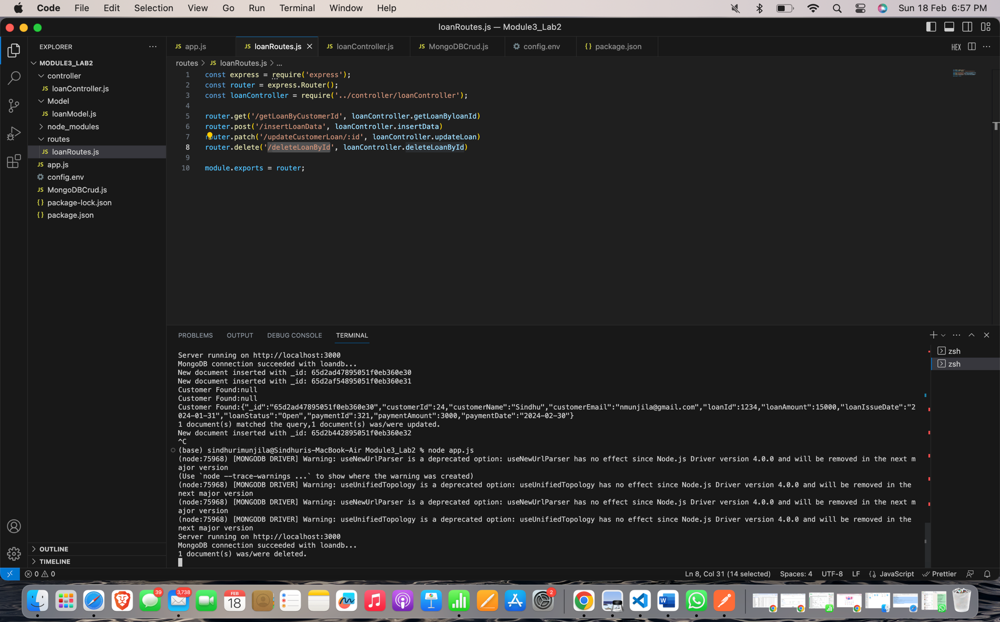 Code File Edit Selection View Go Run Terminal Window Help Sun 18 Feb 6:57 PM
loanRoutes.js — Module3_Lab2
EXPLORER
MODULE3_LAB2
controller
JS loanController.js
Model
JS loanModel.js
node_modules
routes
JS loanRoutes.js
JS app.js
config.env
JS MongoDBCrud.js
{} package-lock.json
{} package.json
OUTLINE
TIMELINE
JS app.js JS loanRoutes.js JS loanController.js JS MongoDBCrud.js config.env {} package.json HEX
routes > JS loanRoutes.js > ...
1 const express = require('express');
2 const router = express.Router();
3 const loanController = require('../controller/loanController');
4
5 router.get('/getLoanByCustomerId', loanController.getLoanByloanId)
6 router.post('/insertLoanData', loanController.insertData)
7 router.patch('/updateCustomerLoan/:id', loanController.updateLoan)
8 router.delete('/deleteLoanById', loanController.deleteLoanById)
9
10 module.exports = router;
PROBLEMS OUTPUT DEBUG CONSOLE TERMINAL
Server running on http://localhost:3000
MongoDB connection succeeded with loandb...
New document inserted with _id: 65d2ad47895051f0eb360e30
New document inserted with _id: 65d2af54895051f0eb360e31
Customer Found:null
Customer Found:null
Customer Found:{"_id":"65d2ad47895051f0eb360e30","customerId":24,"customerName":"Sindhu","customerEmail":"nmunjila@gmail.com","loanId":1234,"loanAmount":15000,"loanIssueDate":"2
024-01-31","loanStatus":"Open","paymentId":321,"paymentAmount":3000,"paymentDate":"2024-02-30"}
1 document(s) matched the query,1 document(s) was/were updated.
New document inserted with _id: 65d2b442895051f0eb360e32
^C
(base) sindhurimunjila@Sindhuris-MacBook-Air Module3_Lab2 % node app.js
(node:75968) [MONGODB DRIVER] Warning: useNewUrlParser is a deprecated option: useNewUrlParser has no effect since Node.js Driver version 4.0.0 and will be removed in the next m
ajor version
(Use `node --trace-warnings ...` to show where the warning was created)
(node:75968) [MONGODB DRIVER] Warning: useUnifiedTopology is a deprecated option: useUnifiedTopology has no effect since Node.js Driver version 4.0.0 and will be removed in the
next major version
(node:75968) [MONGODB DRIVER] Warning: useNewUrlParser is a deprecated option: useNewUrlParser has no effect since Node.js Driver version 4.0.0 and will be removed in the next m
ajor version
(node:75968) [MONGODB DRIVER] Warning: useUnifiedTopology is a deprecated option: useUnifiedTopology has no effect since Node.js Driver version 4.0.0 and will be removed in the
next major version
Server running on http://localhost:3000
MongoDB connection succeeded with loandb...
1 document(s) was/were deleted.
zsh
zsh
0 0 Ln 8, Col 31 (14 selected) Spaces: 4 UTF-8 LF {} JavaScript Prettier
39 3,738 FEB 18 2 W